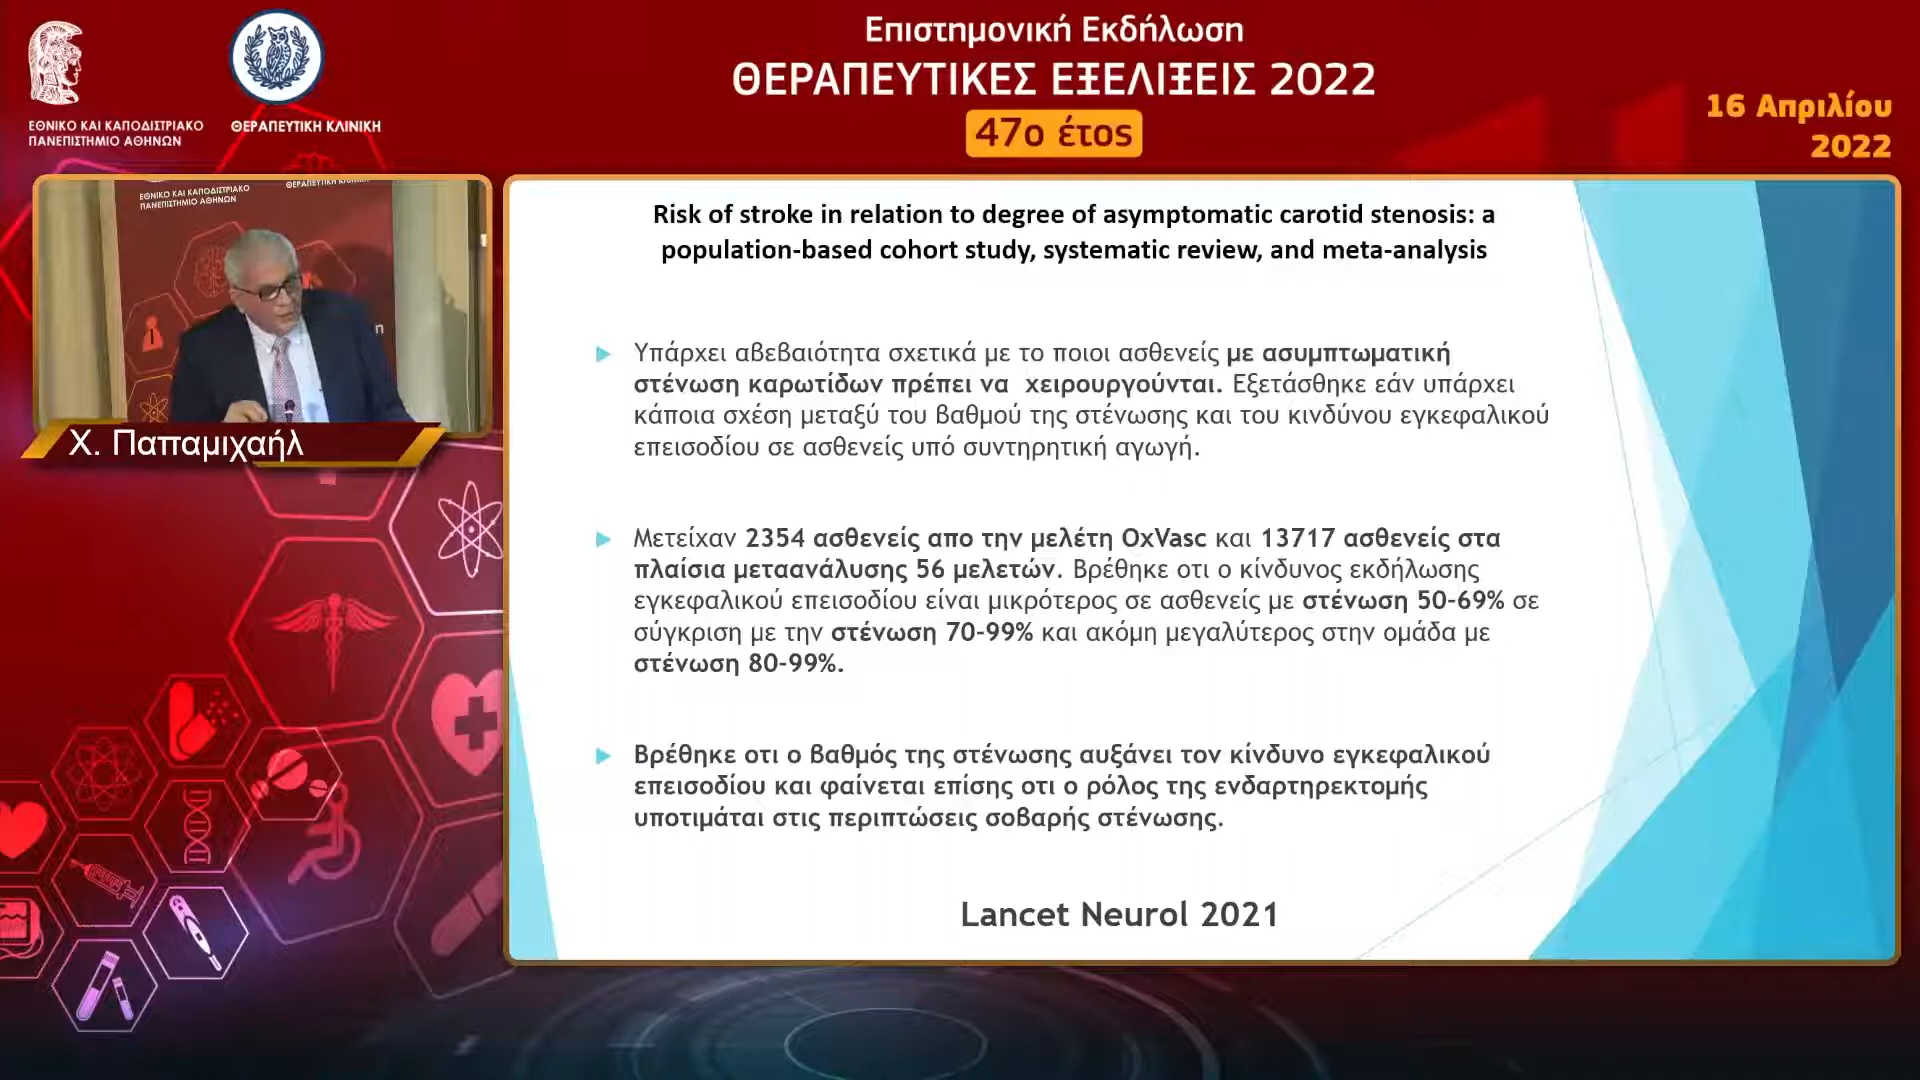 Επιστημονική Εκδήλωση
ΘΕΡΑΠΕΥΤΙΚΕΣ ΕΞΕΛΙΞΕΙΣ 2022
47ο έτος
16 Απριλίου
2022
ΕΘΝΙΚΟ ΚΑΙ ΚΑΠΟΔΙΣΤΡΙΑΚΟ
ΠΑΝΕΠΙΣΤΗΜΙΟ ΑΘΗΝΩΝ
ΘΕΡΑΠΕΥΤΙΚΗ ΚΛΙΝΙΚΗ
ΕΘΝΙΚΟ ΚΑΙ ΚΑΠΟΔΙΣΤΡΙΑΚΟ
ΠΑΝΕΠΙΣΤΗΜΙΟ ΑΘΗΝΩΝ
Χ. Παπαμιχαήλ
Risk of stroke in relation to degree of asymptomatic carotid stenosis: a
population-based cohort study, systematic review, and meta-analysis
Υπάρχει αβεβαιότητα σχετικά με το ποιοι ασθενείς με ασυμπτωματική
στένωση καρωτίδων πρέπει να χειρουργούνται. Εξετάσθηκε εάν υπάρχει
κάποια σχέση μεταξύ του βαθμού της στένωσης και του κινδύνου εγκεφαλικού
επεισοδίου σε ασθενείς υπό συντηρητική αγωγή.
Μετείχαν 2354 ασθενείς απο την μελέτη OxVasc και 13717 ασθενείς στα
πλαίσια μεταανάλυσης 56 μελετών. Βρέθηκε οτι ο κίνδυνος εκδήλωσης
εγκεφαλικού επεισοδίου είναι μικρότερος σε ασθενείς με στένωση 50-69% σε
σύγκριση με την στένωση 70-99% και ακόμη μεγαλύτερος στην ομάδα με
στένωση 80-99%.
Βρέθηκε οτι ο βαθμός της στένωσης αυξάνει τον κίνδυνο εγκεφαλικού
επεισοδίου και φαίνεται επίσης οτι ο ρόλος της ενδαρτηρεκτομής
υποτιμάται στις περιπτώσεις σοβαρής στένωσης.
Lancet Neurol 2021